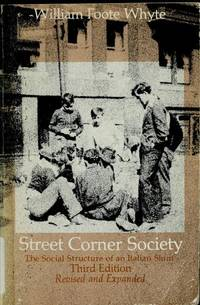 William Foote Whyte
Street Corner Society
The Social Structure of an Italian Slum
Third Edition
Revised and Expanded